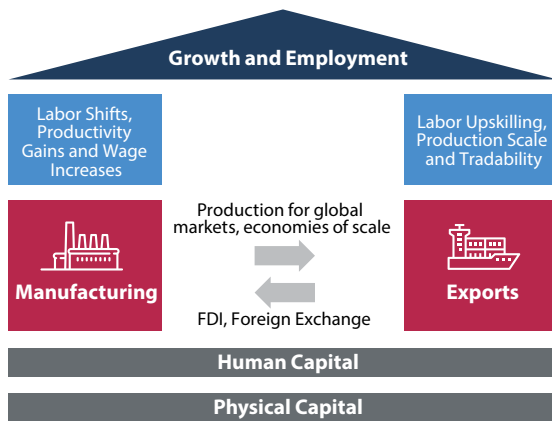 Growth and Employment
Labor Shifts,
Productivity
Gains and Wage
Increases
Labor Upskilling,
Production Scale
and Tradability
Production for global
markets, economies of scale
Manufacturing
Exports
FDI, Foreign Exchange
Human Capital
Physical Capital